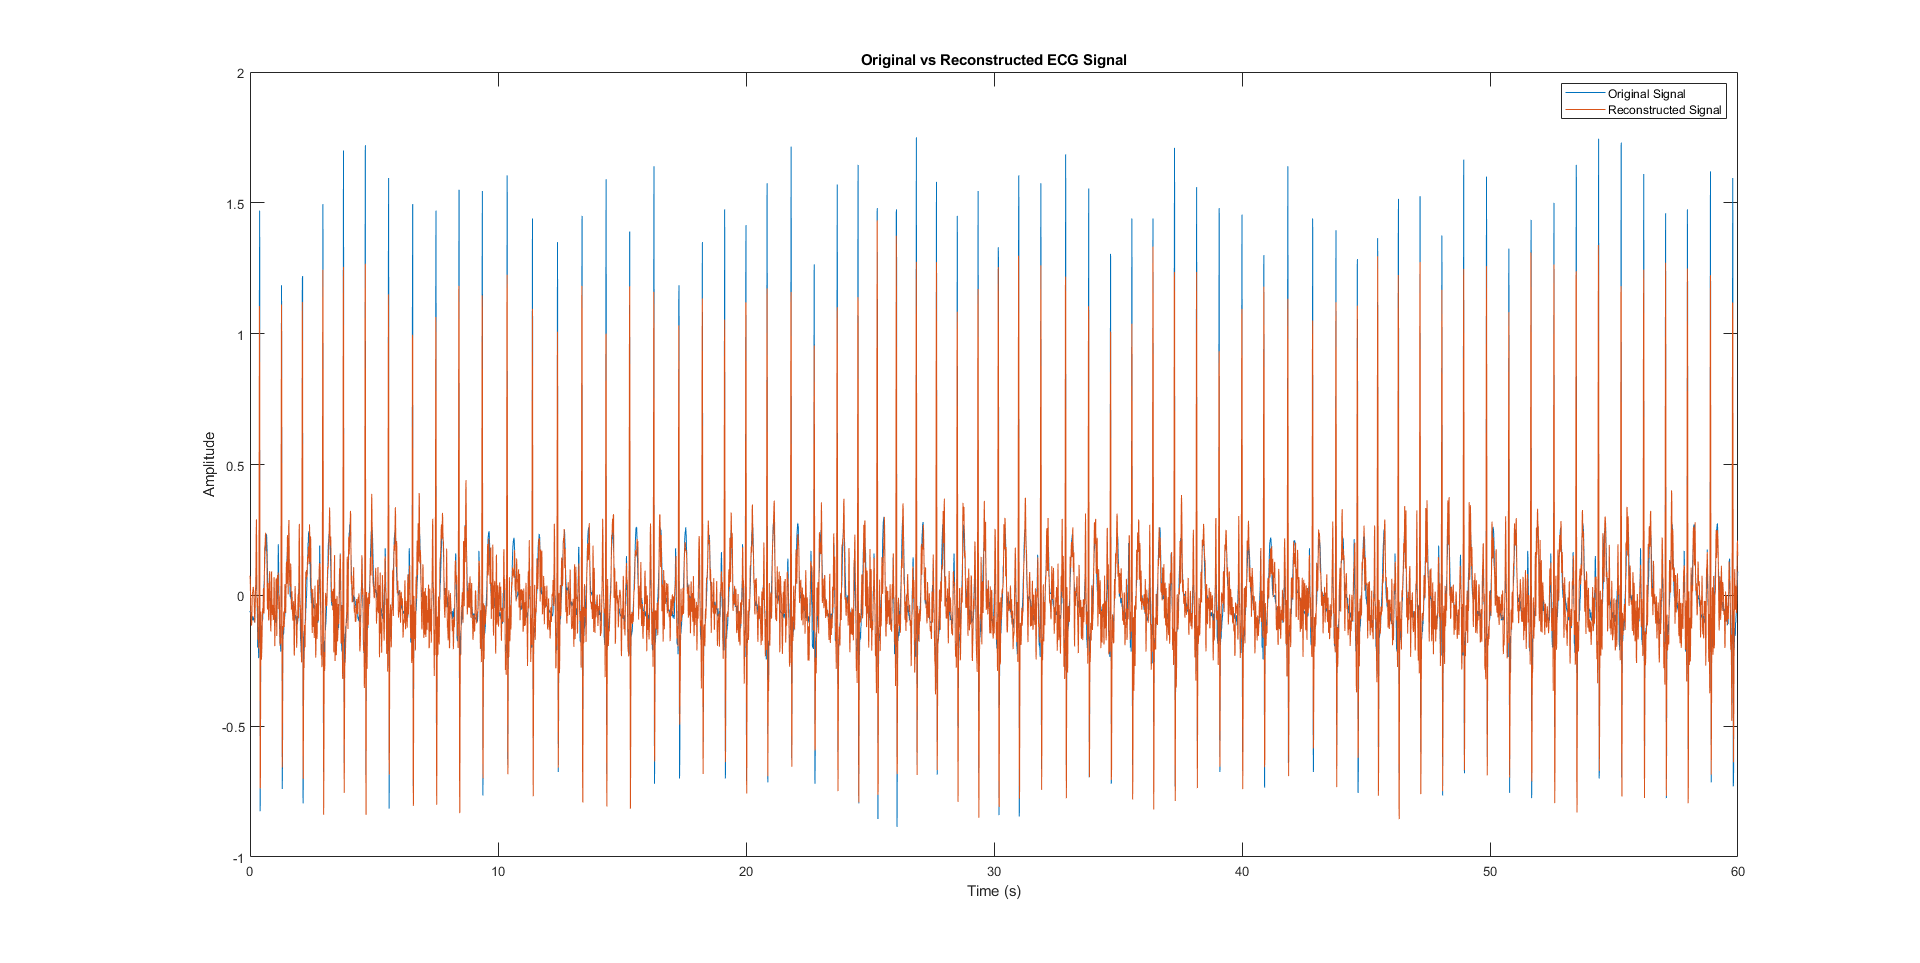 Original vs Reconstructed ECG Signal
Original Signal
Reconstructed Signal
2
1.5
1
0.5
0
-0.5
-1
Amplitude
0 10 20 30 40 50 60
Time (s)